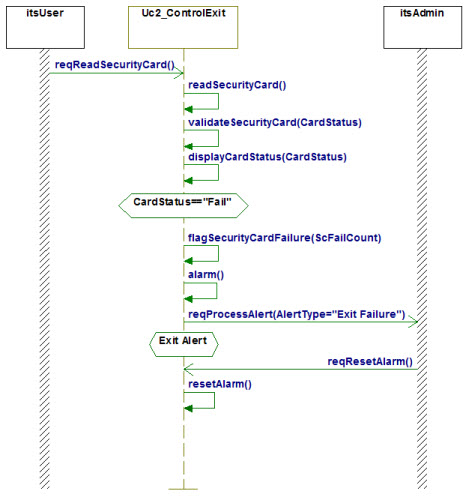 itsUser
Uc2_ControlExit
itsAdmin
reqReadSecurityCard()
readSecurityCard()
validateSecurityCard(CardStatus)
displayCardStatus(CardStatus)
CardStatus=="Fail"
flagSecurityCardFailure(ScFailCount)
alarm()
reqProcessAlert(AlertType="Exit Failure")
Exit Alert
reqResetAlarm()
resetAlarm()